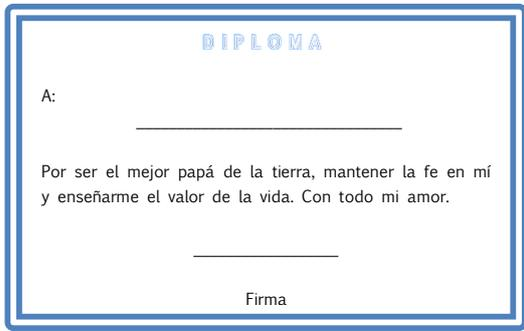 DIPLOMA
A:
Por ser el mejor papá de la tierra, mantener la fe en mí
y enseñarme el valor de la vida. Con todo mi amor.
Firma